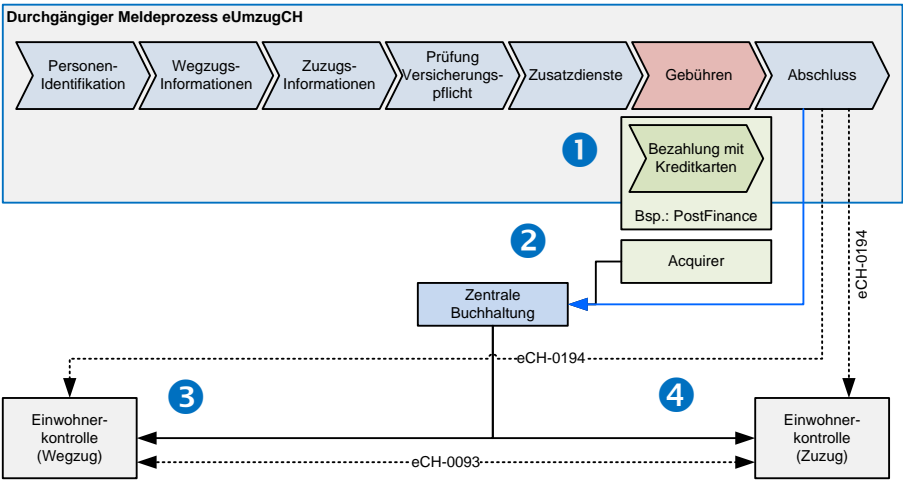 Durchgängiger Meldeprozess eUmzugCH
Personen-
Identifikation
Wegzugs-
Informationen
Zuzugs-
Informationen
Prüfung
Versicherungs-
pflicht
Zusatzdienste
Gebühren
Abschluss
1
Bezahlung mit
Kreditkarten
Bsp.: PostFinance
2
Acquirer
eCH-0194
Zentrale
Buchhaltung
eCH-0194
3
4
Einwohner-
kontrolle
(Wegzug)
Einwohner-
kontrolle
(Zuzug)
eCH-0093